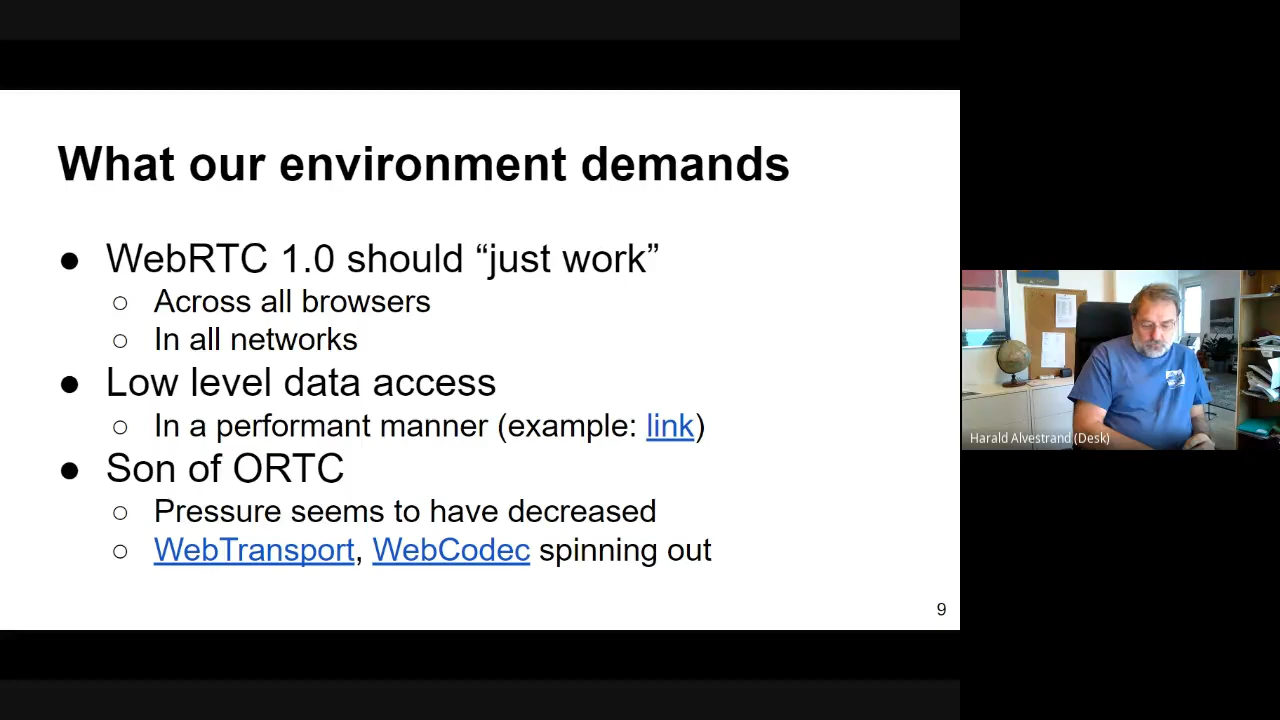 What our environment demands
● WebRTC 1.0 should “just work”
○ Across all browsers
○ In all networks
● Low level data access
○ In a performant manner (example: link)
● Son of ORTC
○ Pressure seems to have decreased
○ WebTransport, WebCodec spinning out
9
Harald Alvestrand (Desk)